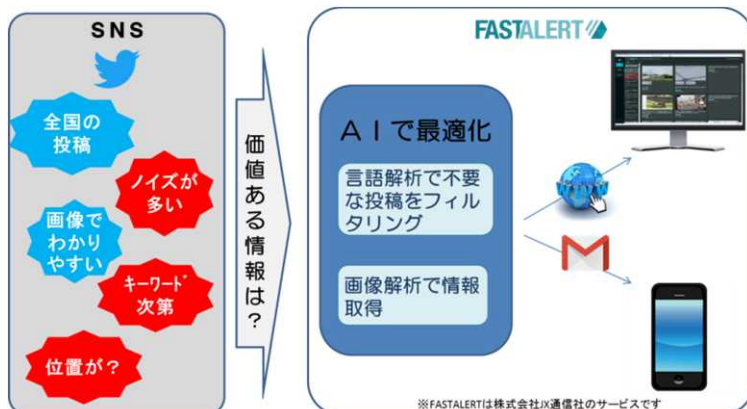 SNS
全国の
投稿
ノイズが
多い
画像で
わかり
やすい
キーワード
次第
位置が？
価値ある情報は？
FASTALERT
AIで最適化
言語解析で不要
な投稿をフィル
タリング
画像解析で情報
取得
※FASTALERTは株式会社JX通信社のサービスです